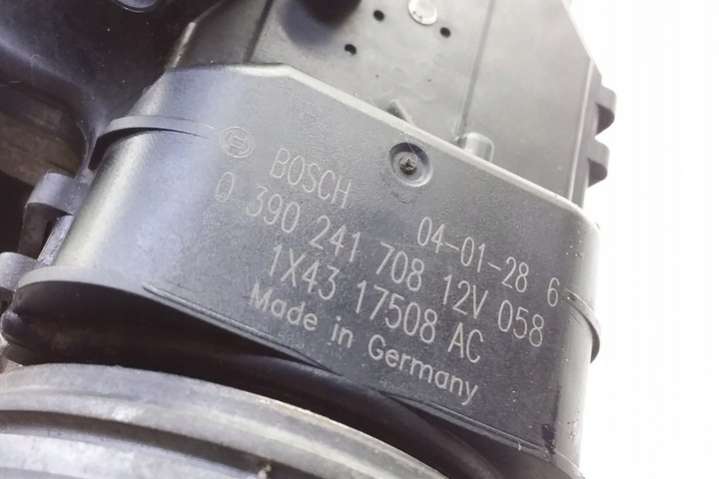 BOSCH 04-01-28 6
0 390 241 708 12V 058
1X43 17508 AC
Made in Germany